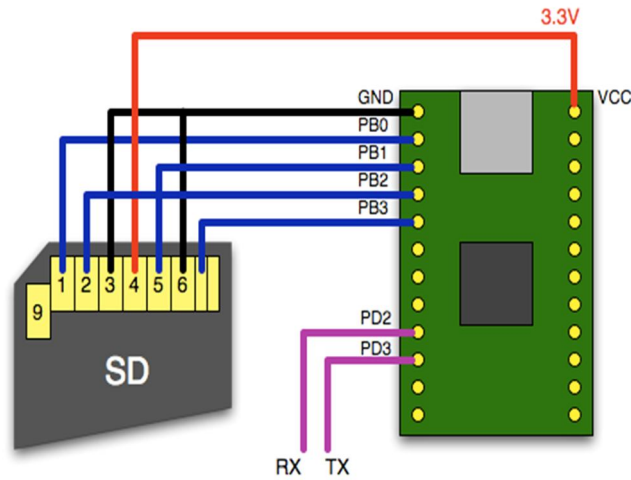 3.3V
GND
VCC
PB0
PB1
PB2
PB3
1 2 3 4 5 6
9
SD
PD2
PD3
RX TX